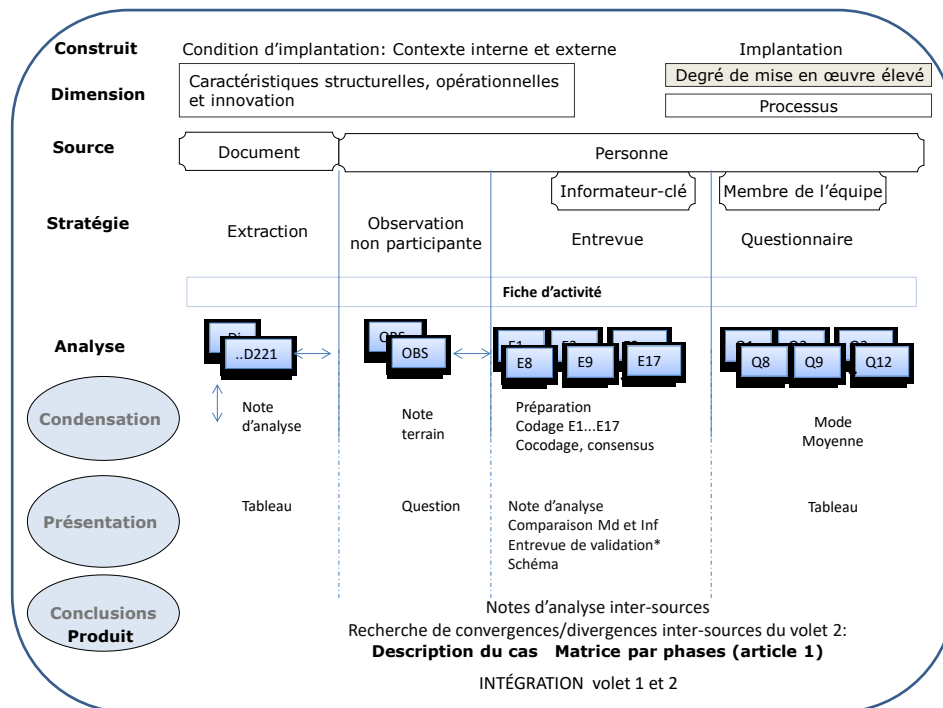 Construit
Condition d’implantation: Contexte interne et externe
Implantation
Dimension
Caractéristiques structurelles, opérationnelles
et innovation
Degré de mise en œuvre élevé
Processus
Source
Document
Personne
Informateur-clé
Membre de l’équipe
Stratégie
Extraction
Observation
non participante
Entrevue
Questionnaire
Fiche d’activité
Analyse
..D221
OBS
OBS
E1
E8
E9
E17
Q1
Q8
Q9
Q12
Condensation
Note
d’analyse
Note
terrain
Préparation
Codage E1...E17
Cocodage, consensus
Mode
Moyenne
Présentation
Tableau
Question
Note d’analyse
Comparaison Md et Inf
Entrevue de validation*
Schéma
Tableau
Conclusions
Produit
Notes d’analyse inter-sources
Recherche de convergences/divergences inter-sources du volet 2:
Description du cas   Matrice par phases (article 1)
INTÉGRATION volet 1 et 2